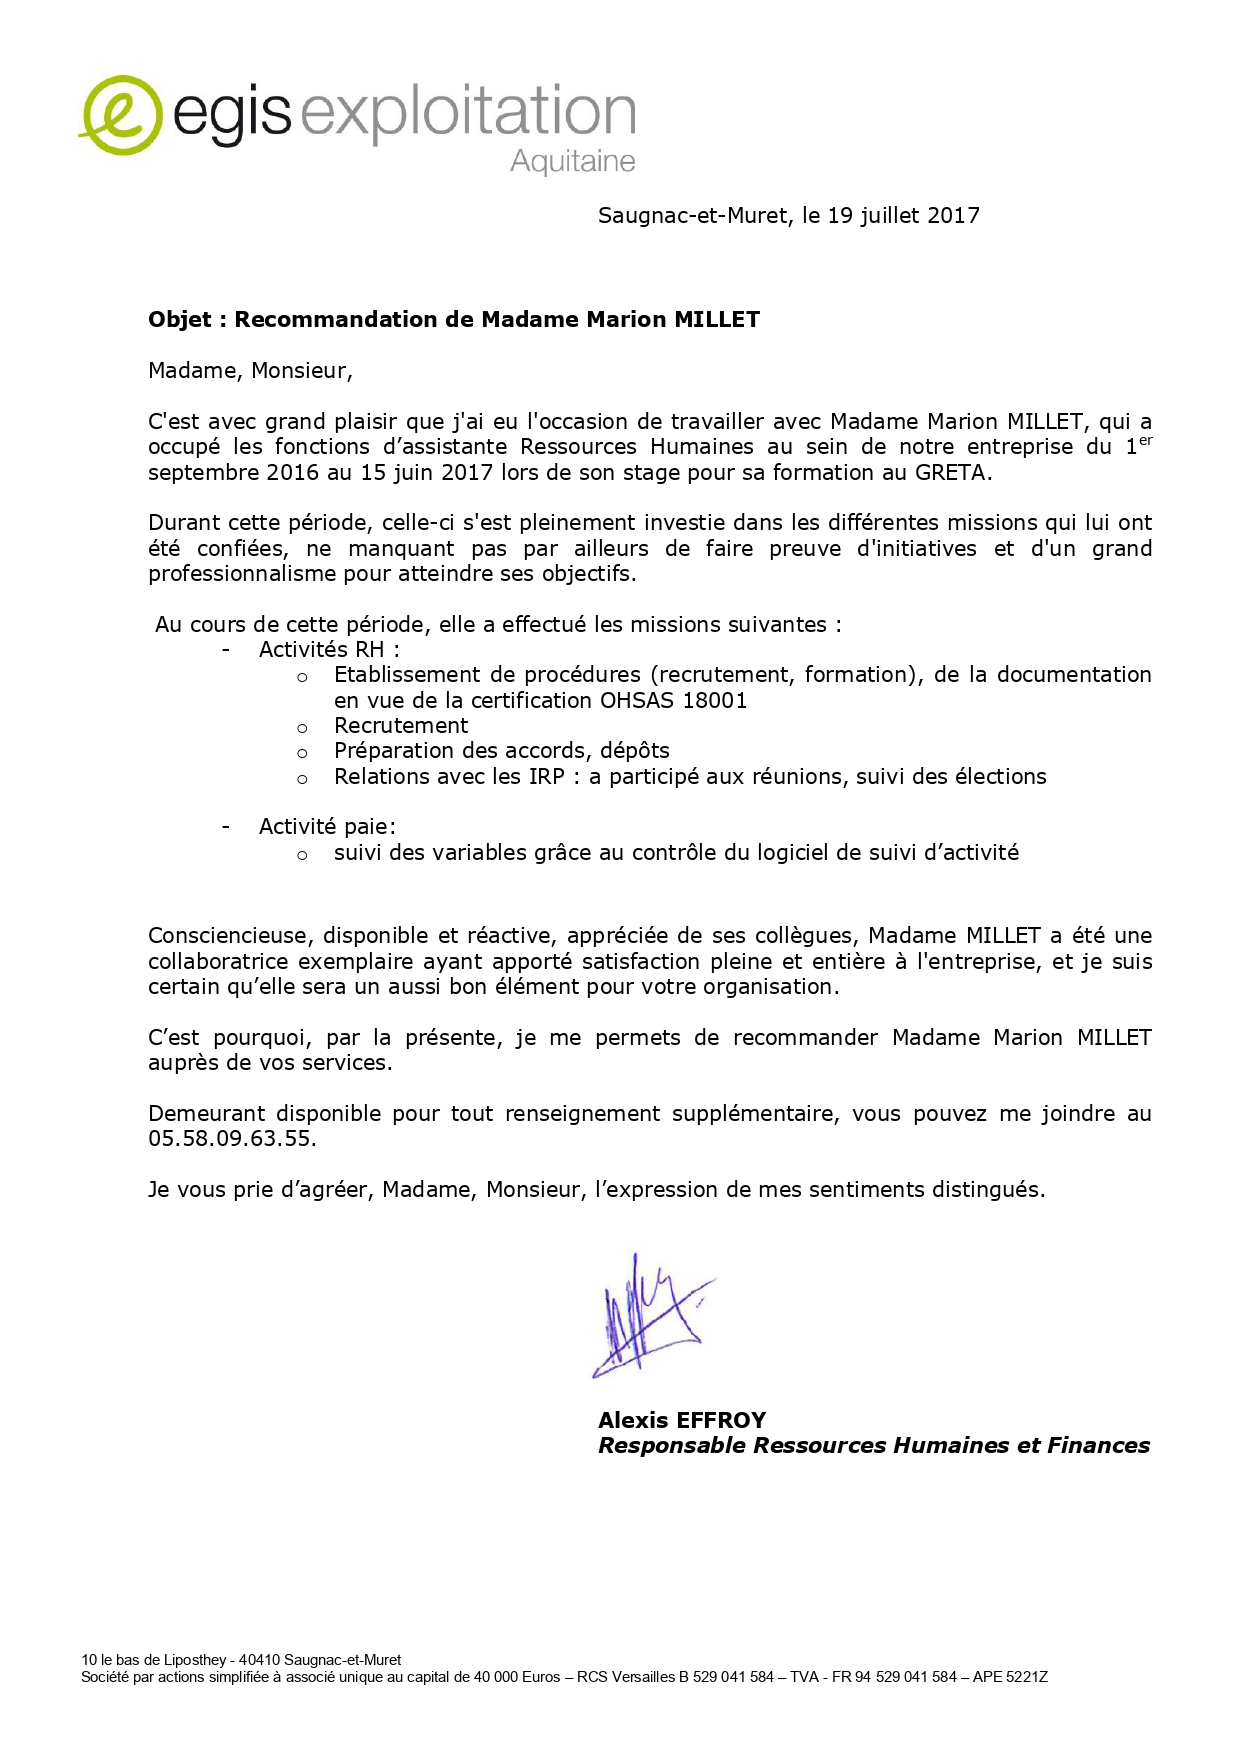 egis exploitation
Aquitaine
Saugnac-et-Muret, le 19 juillet 2017
Objet : Recommandation de Madame Marion MILLET
Madame, Monsieur,
C'est avec grand plaisir que j'ai eu l'occasion de travailler avec Madame Marion MILLET, qui a
occupé les fonctions d’assistante Ressources Humaines au sein de notre entreprise du 1er
septembre 2016 au 15 juin 2017 lors de son stage pour sa formation au GRETA.
Durant cette période, celle-ci s'est pleinement investie dans les différentes missions qui lui ont
été confiées, ne manquant pas par ailleurs de faire preuve d'initiatives et d'un grand
professionnalisme pour atteindre ses objectifs.
Au cours de cette période, elle a effectué les missions suivantes :
- Activités RH :
o Etablissement de procédures (recrutement, formation), de la documentation
en vue de la certification OHSAS 18001
o Recrutement
o Préparation des accords, dépôts
o Relations avec les IRP : a participé aux réunions, suivi des élections
- Activité paie:
o suivi des variables grâce au contrôle du logiciel de suivi d’activité
Consciencieuse, disponible et réactive, appréciée de ses collègues, Madame MILLET a été une
collaboratrice exemplaire ayant apporté satisfaction pleine et entière à l'entreprise, et je suis
certain qu’elle sera un aussi bon élément pour votre organisation.
C’est pourquoi, par la présente, je me permets de recommander Madame Marion MILLET
auprès de vos services.
Demeurant disponible pour tout renseignement supplémentaire, vous pouvez me joindre au
05.58.09.63.55.
Je vous prie d’agréer, Madame, Monsieur, l’expression de mes sentiments distingués.
Alexis EFFROY
Responsable Ressources Humaines et Finances
10 le bas de Liposthey - 40410 Saugnac-et-Muret
Société par actions simplifiée à associé unique au capital de 40 000 Euros – RCS Versailles B 529 041 584 – TVA - FR 94 529 041 584 – APE 5221Z